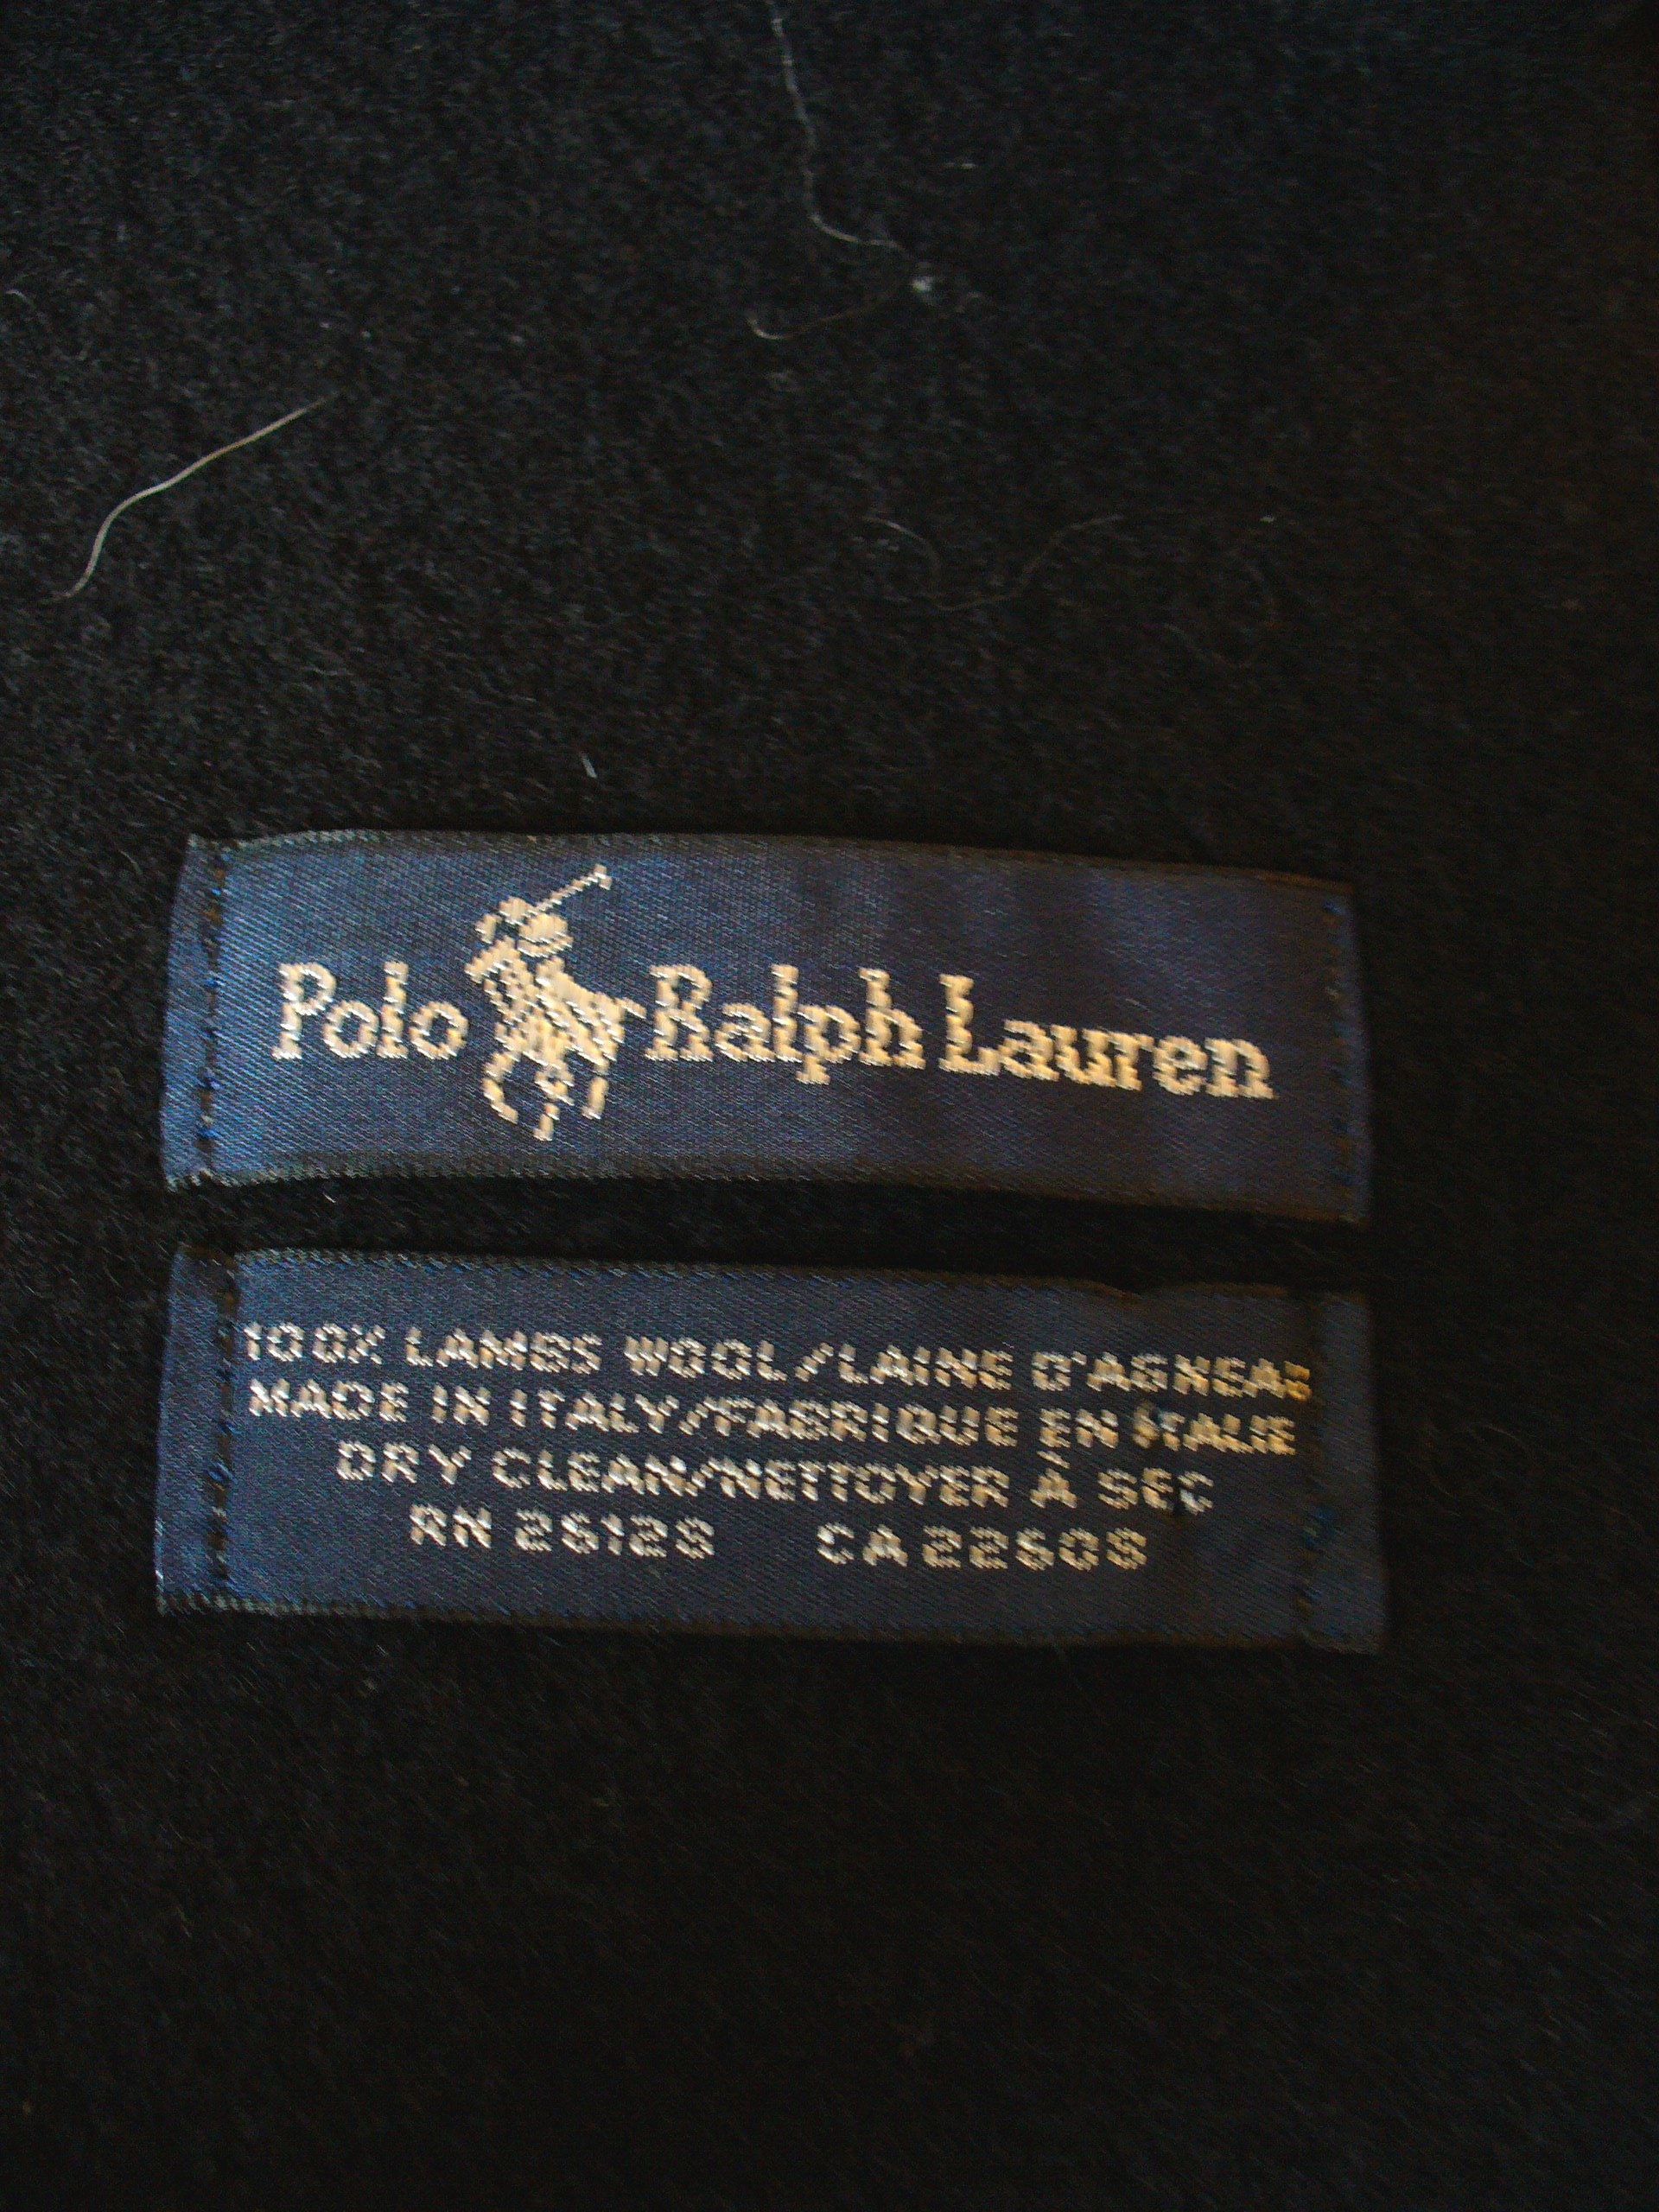 Polo Ralph Lauren
100% LAMBS WOOL/LAINE D'AGNEAU
MADE IN ITALY/FABRIQUE EN ITALIE
DRY CLEAN/NETTOYER À SEC
RN 26128 CA 22608